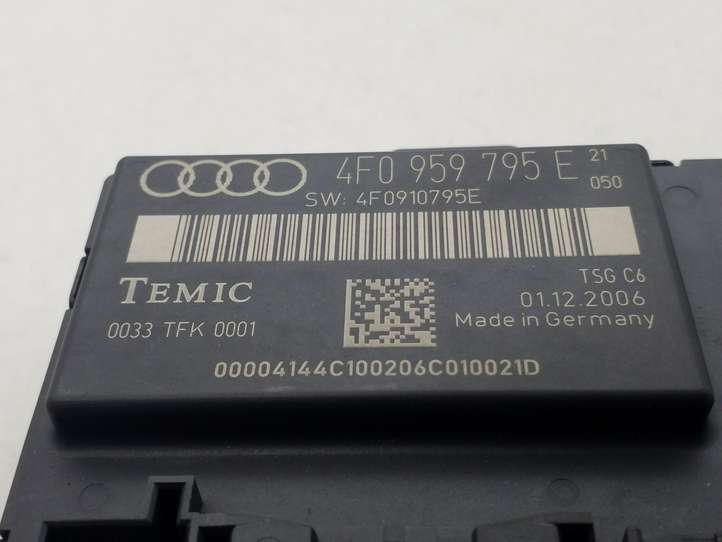 4F0 959 795 E 21
050
SW: 4F0910795E
TEMIC
TSG C6
01.12.2006
0033 TFK 0001
Made in Germany
00004144C100206C010021D